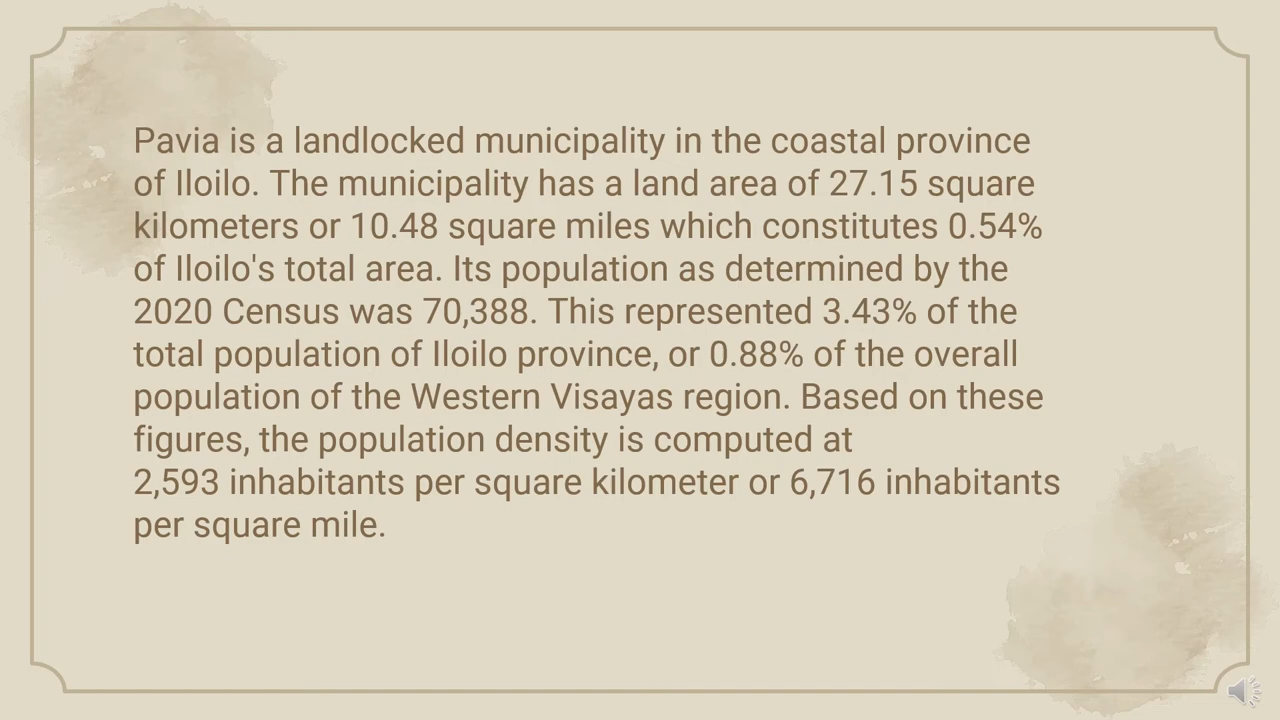 Pavia is a landlocked municipality in the coastal province
of Iloilo. The municipality has a land area of 27.15 square
kilometers or 10.48 square miles which constitutes 0.54%
of Iloilo's total area. Its population as determined by the
2020 Census was 70,388. This represented 3.43% of the
total population of Iloilo province, or 0.88% of the overall
population of the Western Visayas region. Based on these
figures, the population density is computed at
2,593 inhabitants per square kilometer or 6,716 inhabitants
per square mile.